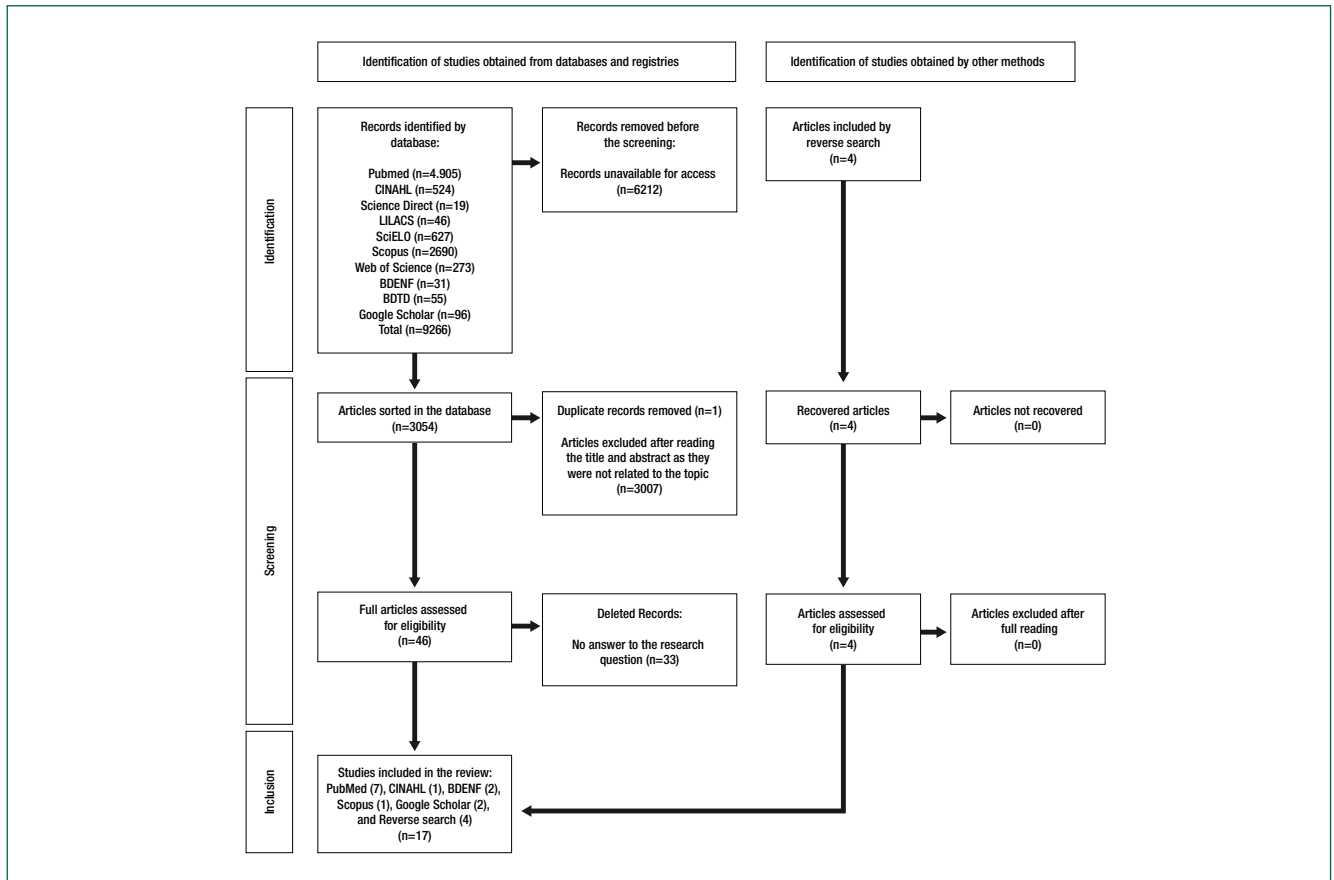 Identification of studies obtained from databases and registries
Identification of studies obtained by other methods
Identification
Records identified by
database:
Pubmed (n=4.905)
CINAHL (n=524)
Science Direct (n=19)
LILACS (n=46)
SciELO (n=627)
Scopus (n=2690)
Web of Science (n=273)
BDENF (n=31)
BDTD (n=55)
Google Scholar (n=96)
Total (n=9266)
Records removed before
the screening:
Records unavailable for access
(n=6212)
Articles included by
reverse search
(n=4)
Screening
Articles sorted in the database
(n=3054)
Duplicate records removed (n=1)
Articles excluded after reading
the title and abstract as they
were not related to the topic
(n=3007)
Recovered articles
(n=4)
Articles not recovered
(n=0)
Full articles assessed
for eligibility
(n=46)
Deleted Records:
No answer to the research
question (n=33)
Articles assessed
for eligibility
(n=4)
Articles excluded after
full reading
(n=0)
Inclusion
Studies included in the review:
PubMed (7), CINAHL (1), BDENF (2),
Scopus (1), Google Scholar (2),
and Reverse search (4)
(n=17)